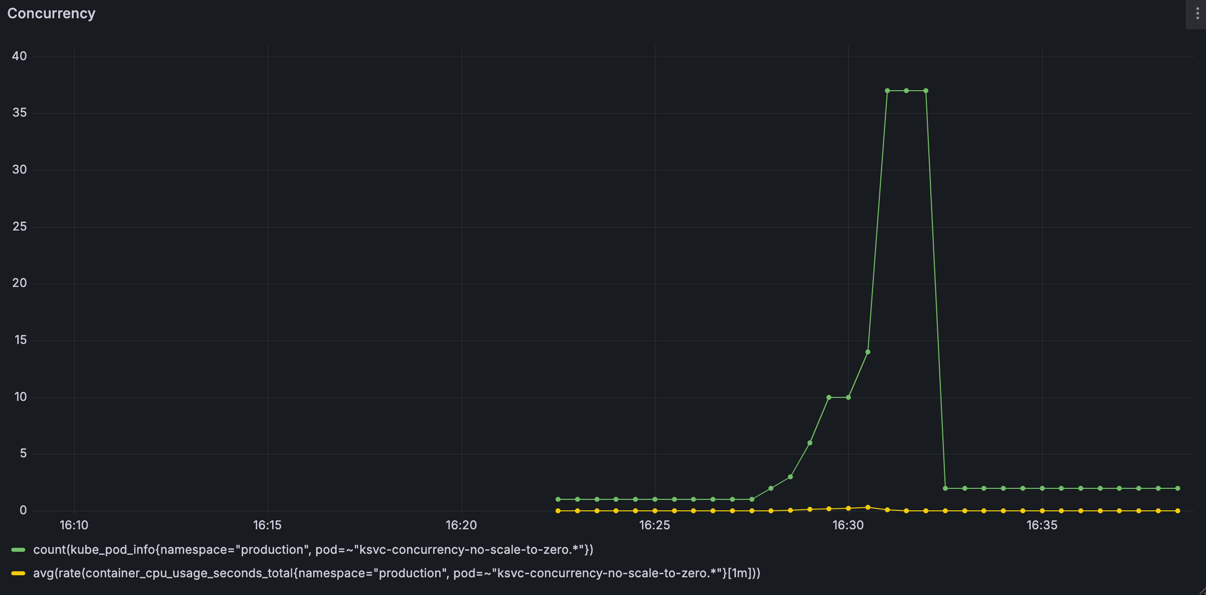 Concurrency
40
35
30
25
20
15
10
5
0
16:10 16:15 16:20 16:25 16:30 16:35
count(kube_pod_info{namespace="production", pod=~"ksvc-concurrency-no-scale-to-zero.*"})
avg(rate(container_cpu_usage_seconds_total{namespace="production", pod=~"ksvc-concurrency-no-scale-to-zero.*"}[1m]))